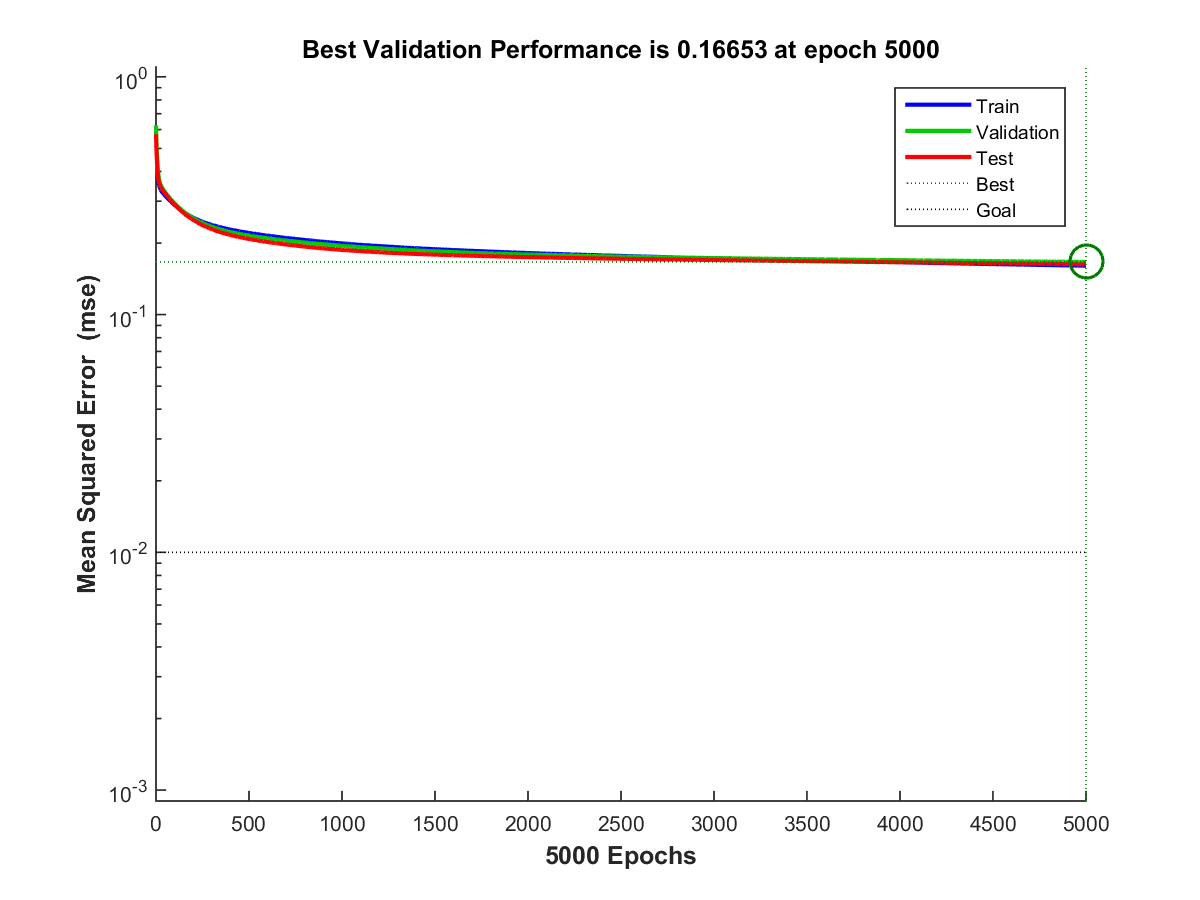 Best Validation Performance is 0.16653 at epoch 5000
10^0
Train
Validation
Test
Best
Goal
10^-1
Mean Squared Error (mse)
10^-2
10^-3
0 500 1000 1500 2000 2500 3000 3500 4000 4500 5000
5000 Epochs